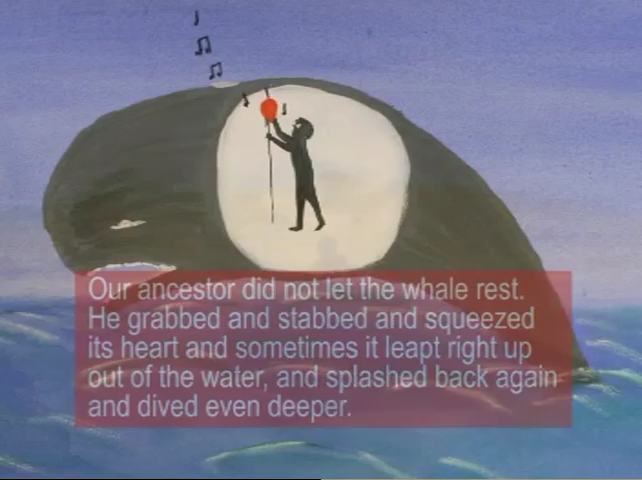 Our ancestor did not let the whale rest.
He grabbed and stabbed and squeezed
its heart and sometimes it leapt right up
out of the water, and splashed back again
and dived even deeper.